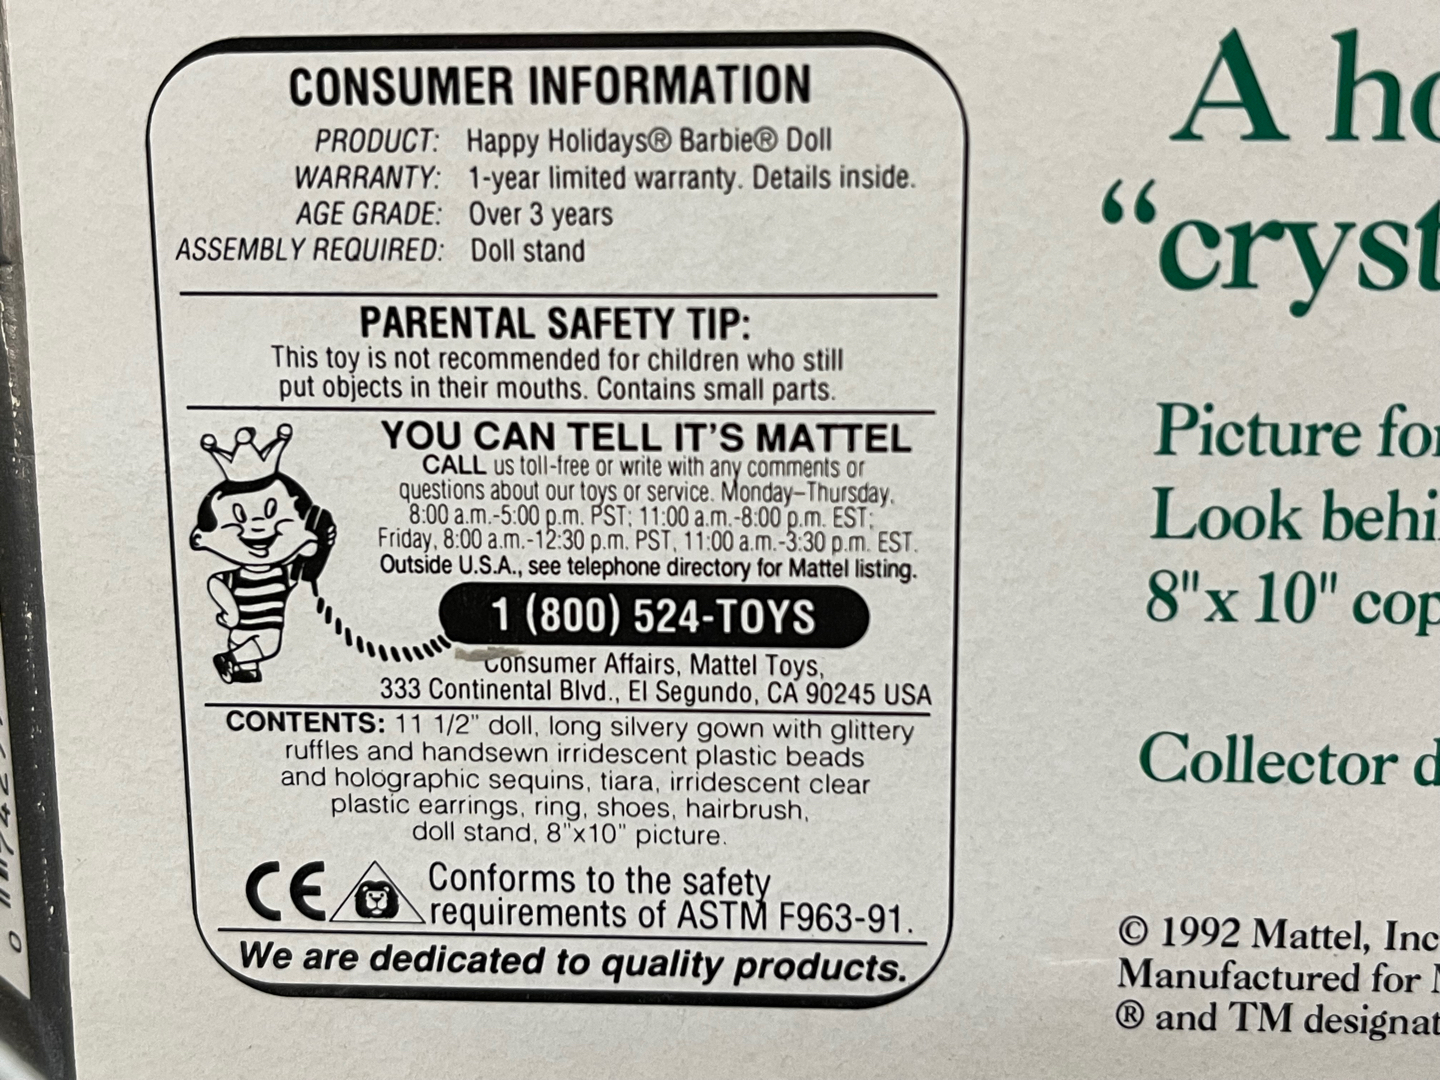 CONSUMER INFORMATION
PRODUCT: Happy Holidays® Barbie® Doll
WARRANTY: 1-year limited warranty. Details inside.
AGE GRADE: Over 3 years
ASSEMBLY REQUIRED: Doll stand
PARENTAL SAFETY TIP:
This toy is not recommended for children who still
put objects in their mouths. Contains small parts.
YOU CAN TELL IT'S MATTEL
CALL us toll-free or write with any comments or
questions about our toys or service. Monday–Thursday,
8:00 a.m.-5:00 p.m. PST; 11:00 a.m.-8:00 p.m. EST;
Friday, 8:00 a.m.-12:30 p.m. PST, 11:00 a.m.-3:30 p.m. EST.
Outside U.S.A., see telephone directory for Mattel listing.
1 (800) 524-TOYS
Consumer Affairs, Mattel Toys,
333 Continental Blvd., El Segundo, CA 90245 USA
CONTENTS: 11 1/2" doll, long silvery gown with glittery
ruffles and handsewn irridescent plastic beads
and holographic sequins, tiara, irridescent clear
plastic earrings, ring, shoes, hairbrush,
doll stand, 8"x10" picture.
CE Conforms to the safety
requirements of ASTM F963-91.
We are dedicated to quality products.
A ho
"cryst
Picture for
Look behi
8"x 10" cop
Collector d
© 1992 Mattel, Inc
Manufactured for M
® and TM designat